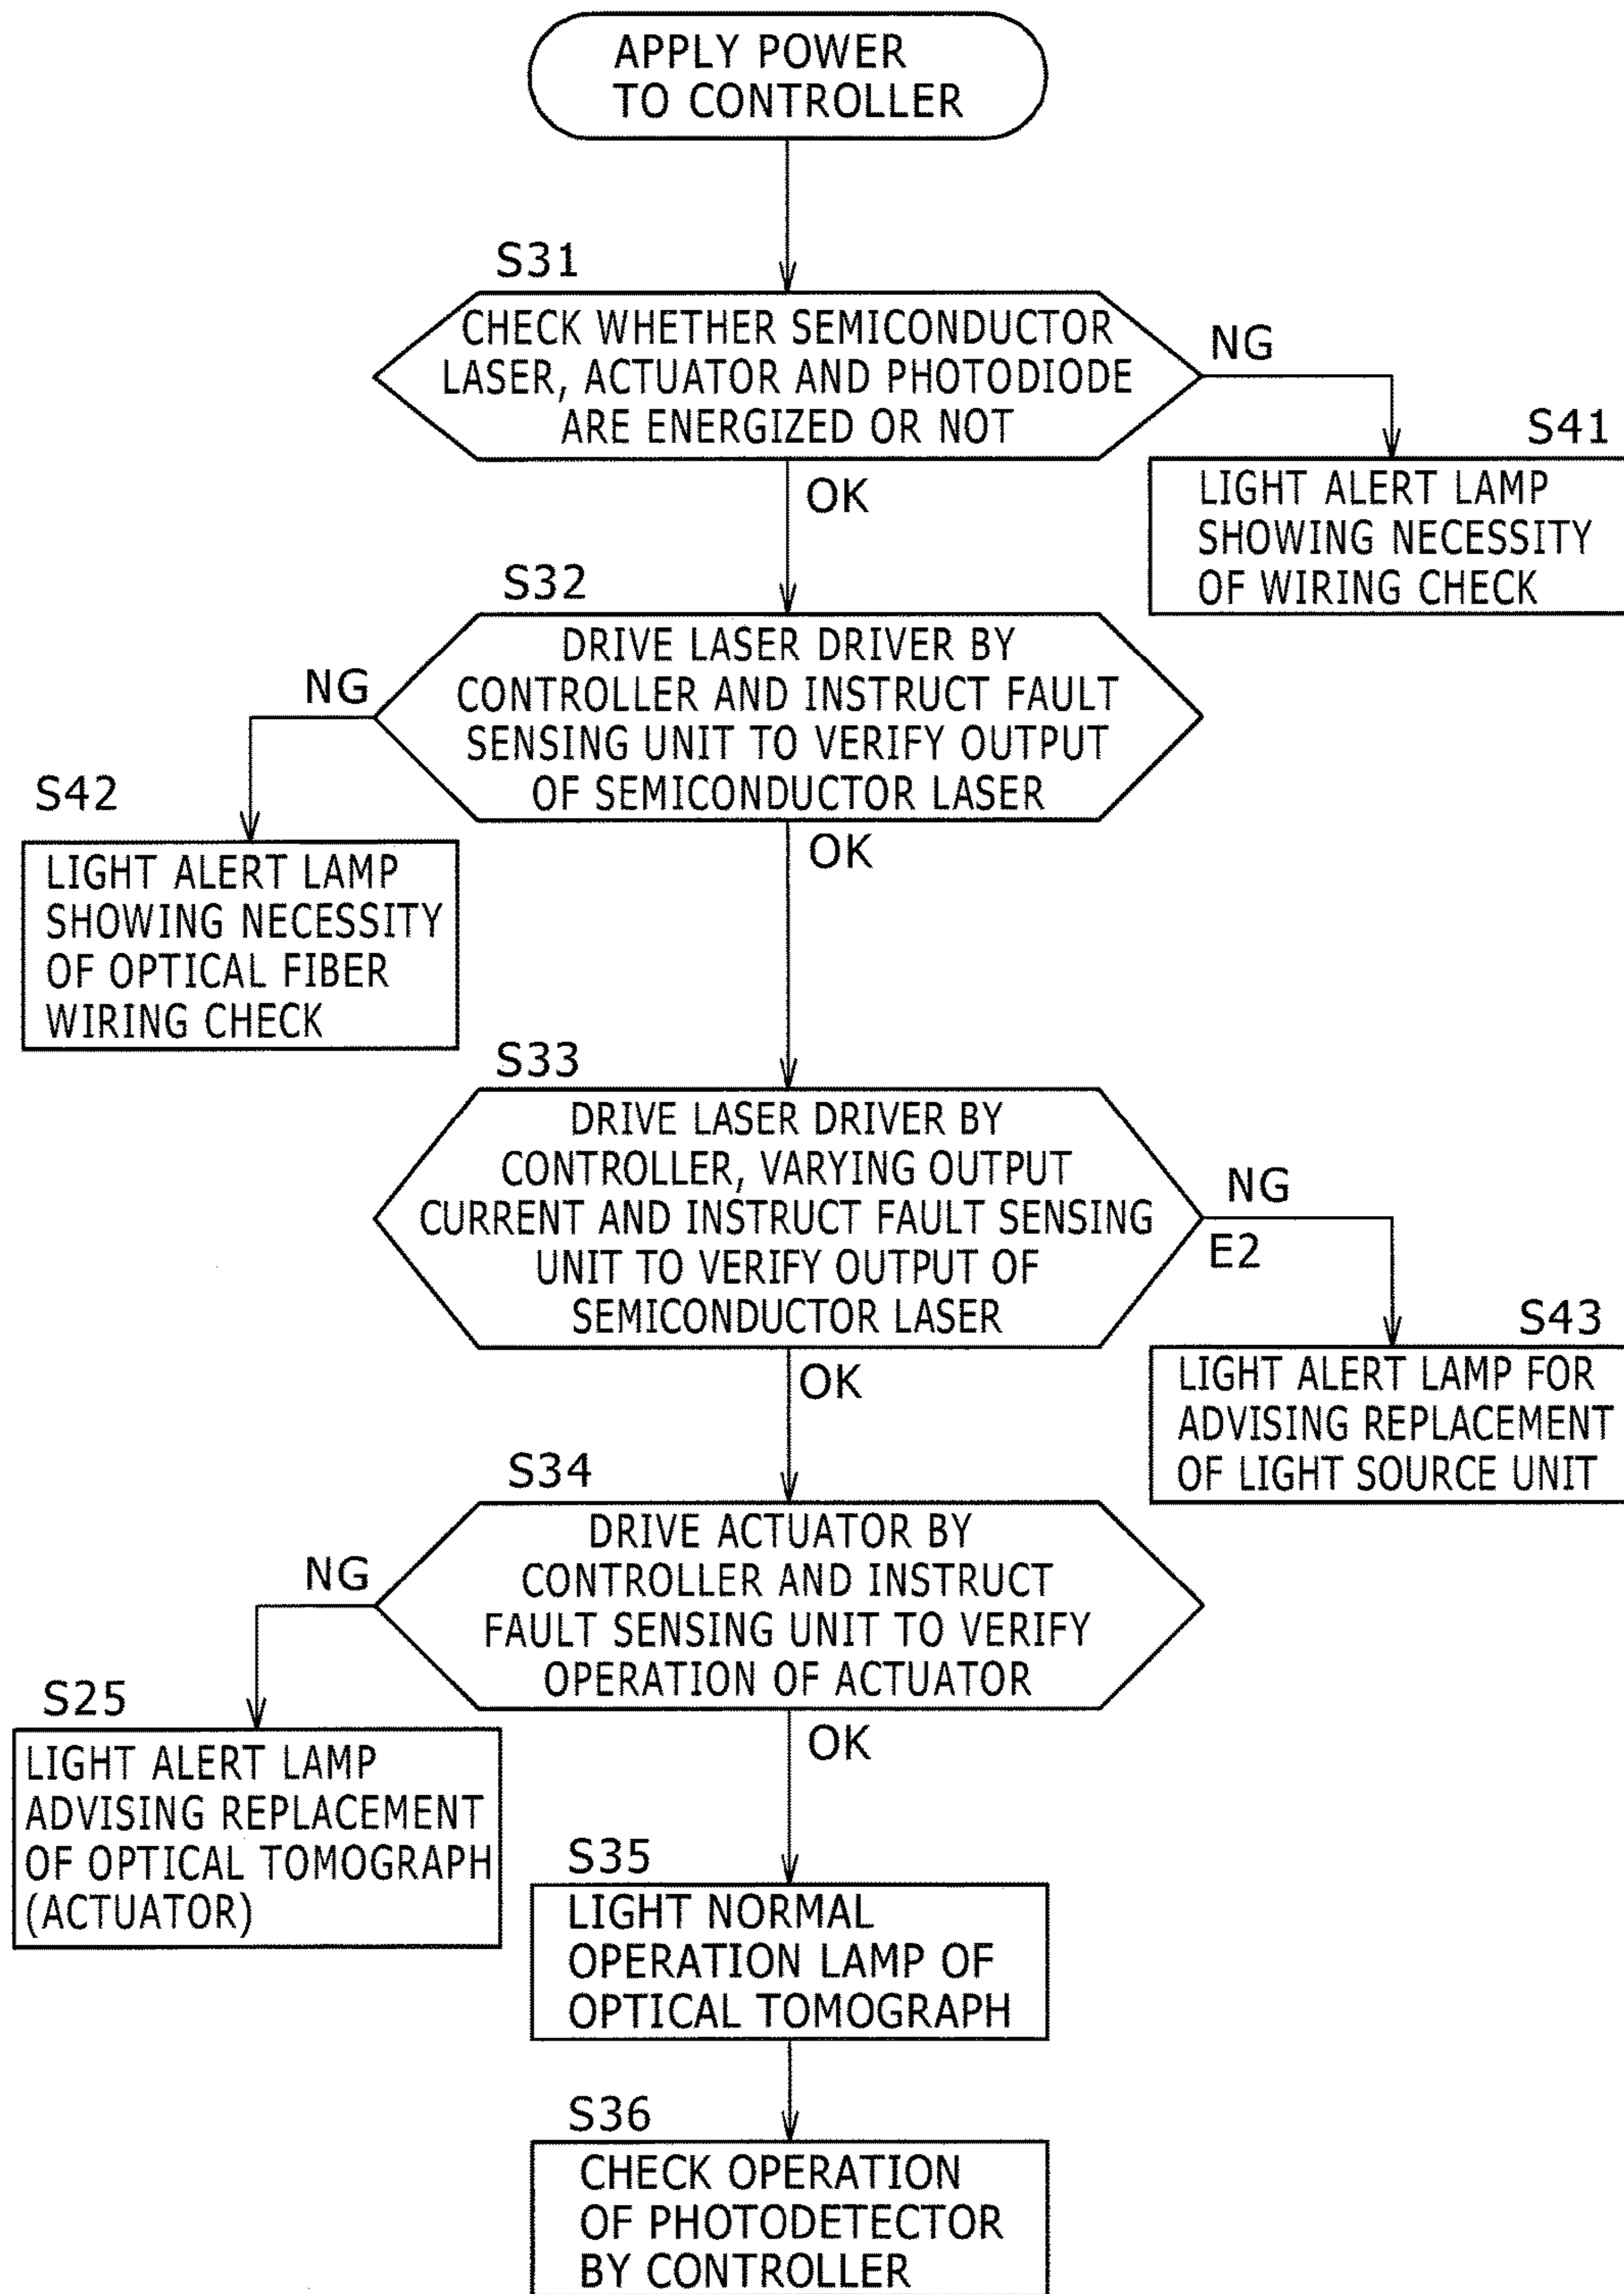 APPLY POWER
TO CONTROLLER
S31
CHECK WHETHER SEMICONDUCTOR
LASER, ACTUATOR AND PHOTODIODE
ARE ENERGIZED OR NOT
NG
OK
S41
LIGHT ALERT LAMP
SHOWING NECESSITY
OF WIRING CHECK
S32
DRIVE LASER DRIVER BY
CONTROLLER AND INSTRUCT FAULT
SENSING UNIT TO VERIFY OUTPUT
OF SEMICONDUCTOR LASER
NG
OK
S42
LIGHT ALERT LAMP
SHOWING NECESSITY
OF OPTICAL FIBER
WIRING CHECK
S33
DRIVE LASER DRIVER BY
CONTROLLER, VARYING OUTPUT
CURRENT AND INSTRUCT FAULT SENSING
UNIT TO VERIFY OUTPUT OF
SEMICONDUCTOR LASER
NG
E2
OK
S43
LIGHT ALERT LAMP FOR
ADVISING REPLACEMENT
OF LIGHT SOURCE UNIT
S34
DRIVE ACTUATOR BY
CONTROLLER AND INSTRUCT
FAULT SENSING UNIT TO VERIFY
OPERATION OF ACTUATOR
NG
OK
S25
LIGHT ALERT LAMP
ADVISING REPLACEMENT
OF OPTICAL TOMOGRAPH
(ACTUATOR)
S35
LIGHT NORMAL
OPERATION LAMP OF
OPTICAL TOMOGRAPH
S36
CHECK OPERATION
OF PHOTODETECTOR
BY CONTROLLER